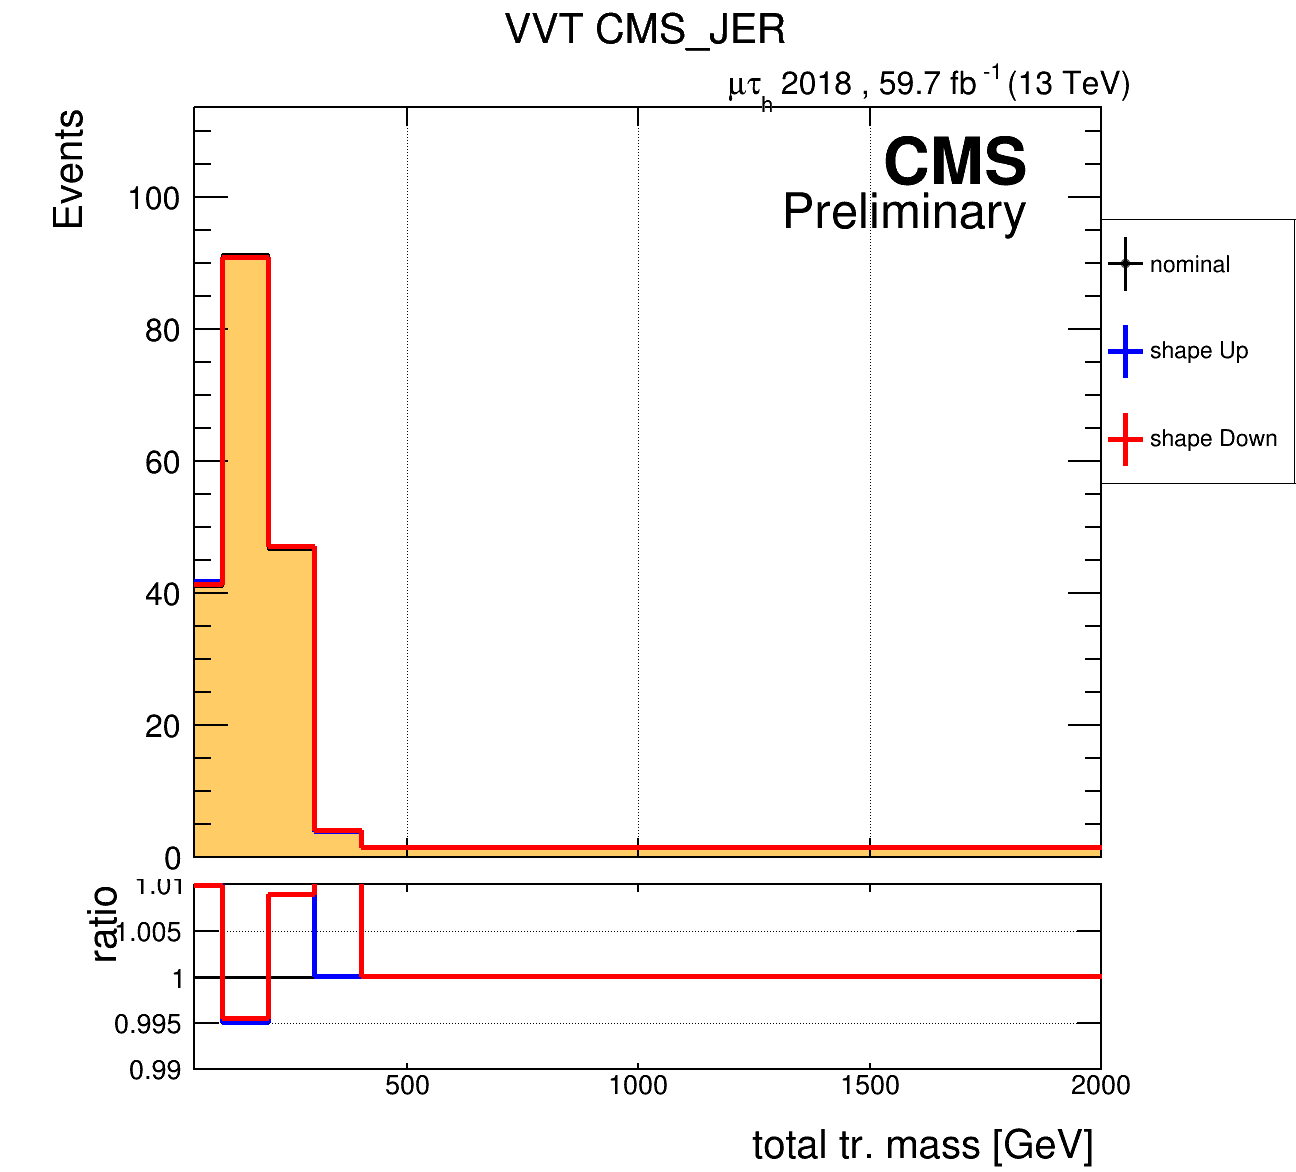 VVT CMS_JER
μτh 2018 , 59.7 fb-1 (13 TeV)
Events
CMS
Preliminary
100
80
60
40
20
0
nominal
shape Up
shape Down
ratio
1.01
1.005
1
0.995
0.99
500 1000 1500 2000
total tr. mass [GeV]